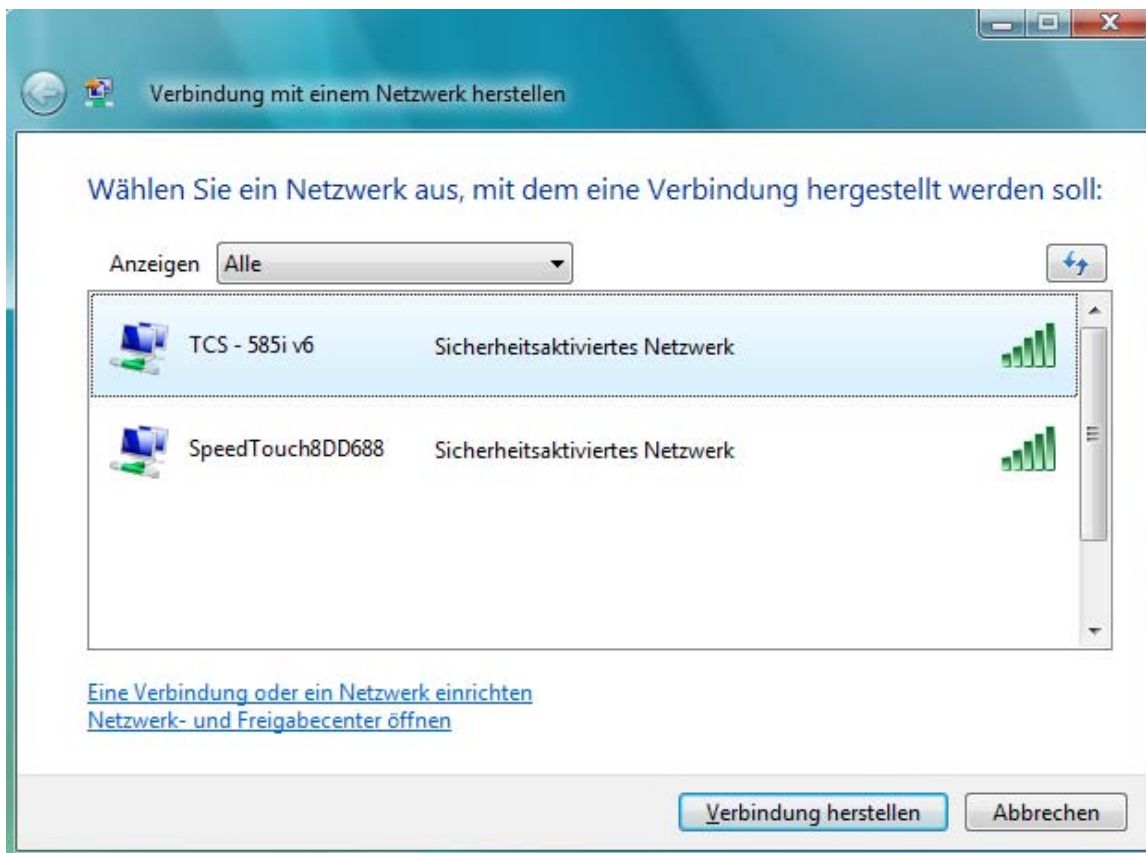 Verbindung mit einem Netzwerk herstellen
Wählen Sie ein Netzwerk aus, mit dem eine Verbindung hergestellt werden soll:
Anzeigen Alle
TCS - 585i v6 Sicherheitsaktiviertes Netzwerk
SpeedTouch8DD688 Sicherheitsaktiviertes Netzwerk
Eine Verbindung oder ein Netzwerk einrichten
Netzwerk- und Freigabecenter öffnen
Verbindung herstellen Abbrechen